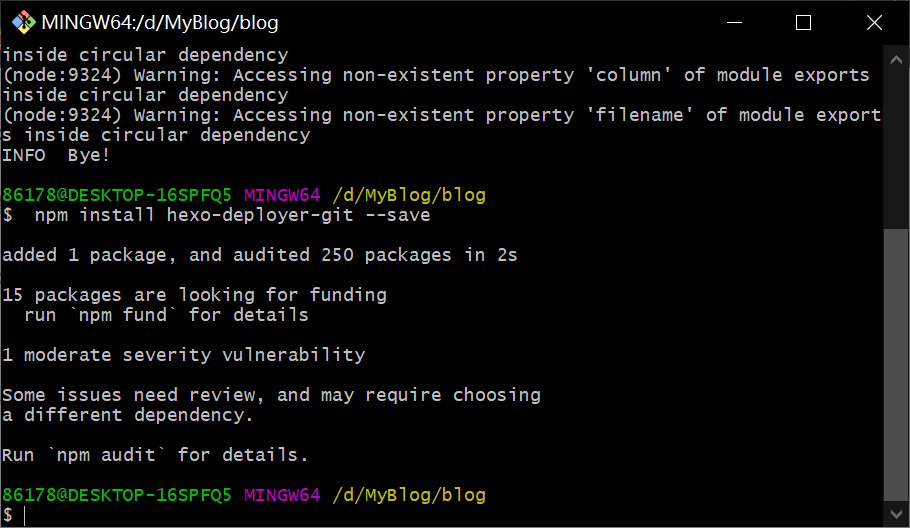 MINGW64:/d/MyBlog/blog
inside circular dependency
(node:9324) Warning: Accessing non-existent property 'column' of module exports
inside circular dependency
(node:9324) Warning: Accessing non-existent property 'filename' of module export
s inside circular dependency
INFO  Bye!
86178@DESKTOP-16SPFQ5 MINGW64 /d/MyBlog/blog
$  npm install hexo-deployer-git --save
added 1 package, and audited 250 packages in 2s
15 packages are looking for funding
  run `npm fund` for details
1 moderate severity vulnerability
Some issues need review, and may require choosing
a different dependency.
Run `npm audit` for details.
86178@DESKTOP-16SPFQ5 MINGW64 /d/MyBlog/blog
$